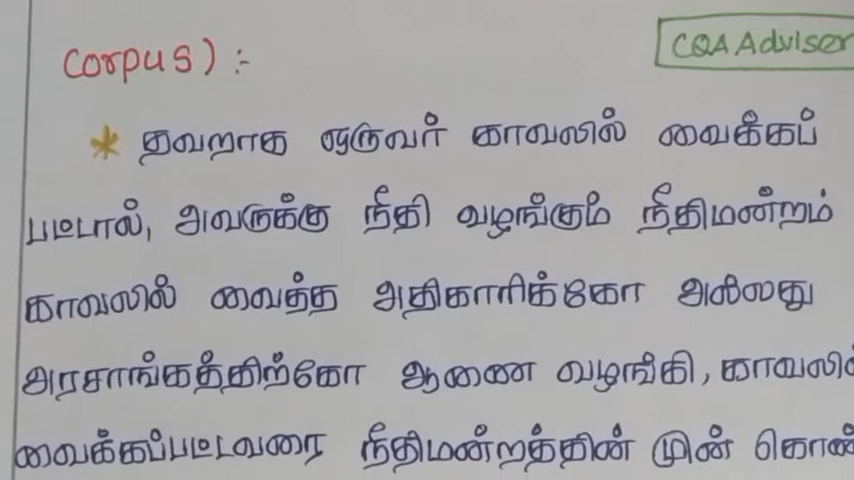 Corpus) :-
CQA Adviser
* தவறாக ஒருவர் காவலில் வைக்கப்
பட்டால், அவருக்கு நீதி வழங்கும் நீதிமன்றம்
காவலில் வைத்த அதிகாரிக்கோ அல்லது
அரசாங்கத்திற்கோ ஆணை வழங்கி, காவலில்
வைக்கப்பட்டவரை நீதிமன்றத்தின் முன் கொண்